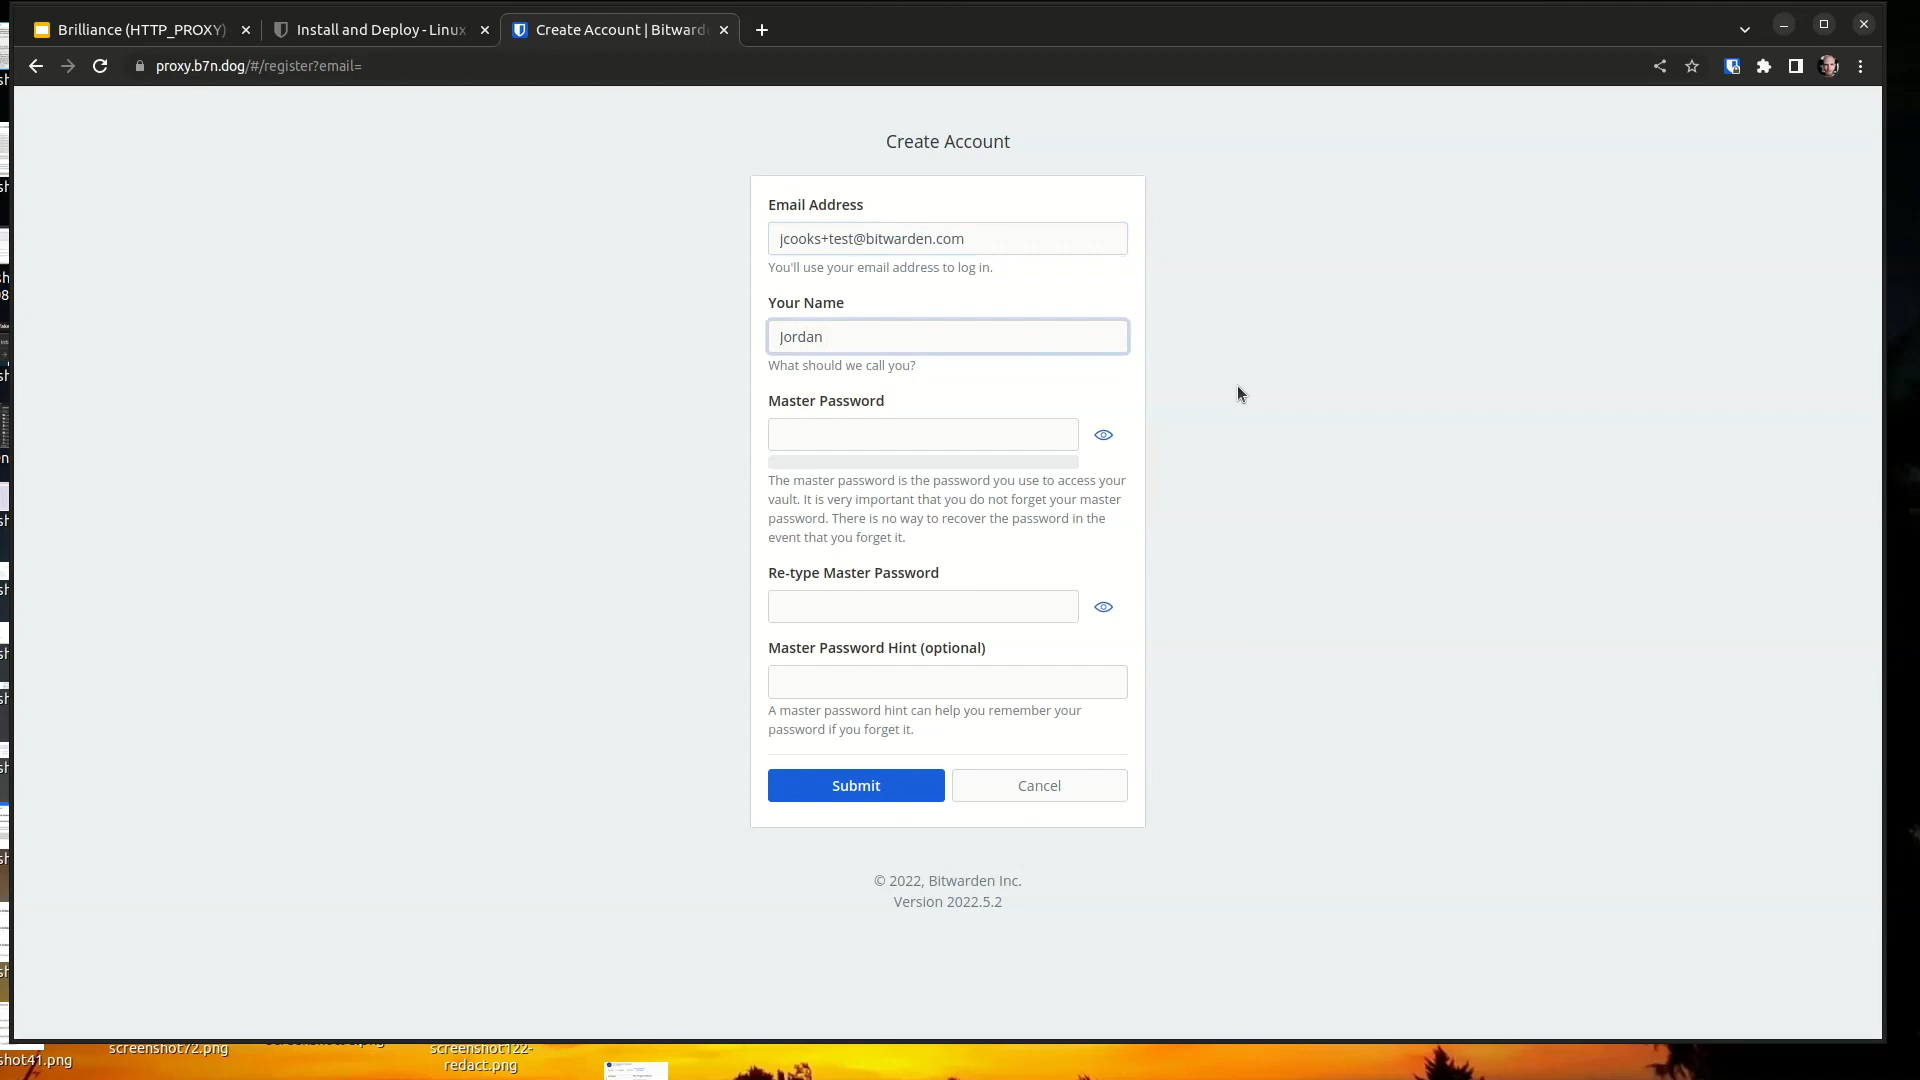 Brilliance (HTTP_PROXY)
Install and Deploy - Linux
Create Account | Bitward
proxy.b7n.dog/#/register?email=
Create Account
Email Address
jcooks+test@bitwarden.com
You'll use your email address to log in.
Your Name
Jordan
What should we call you?
Master Password
The master password is the password you use to access your
vault. It is very important that you do not forget your master
password. There is no way to recover the password in the
event that you forget it.
Re-type Master Password
Master Password Hint (optional)
A master password hint can help you remember your
password if you forget it.
Submit
Cancel
© 2022, Bitwarden Inc.
Version 2022.5.2
shot41.png
screenshot72.png
screenshot122-
redact.png